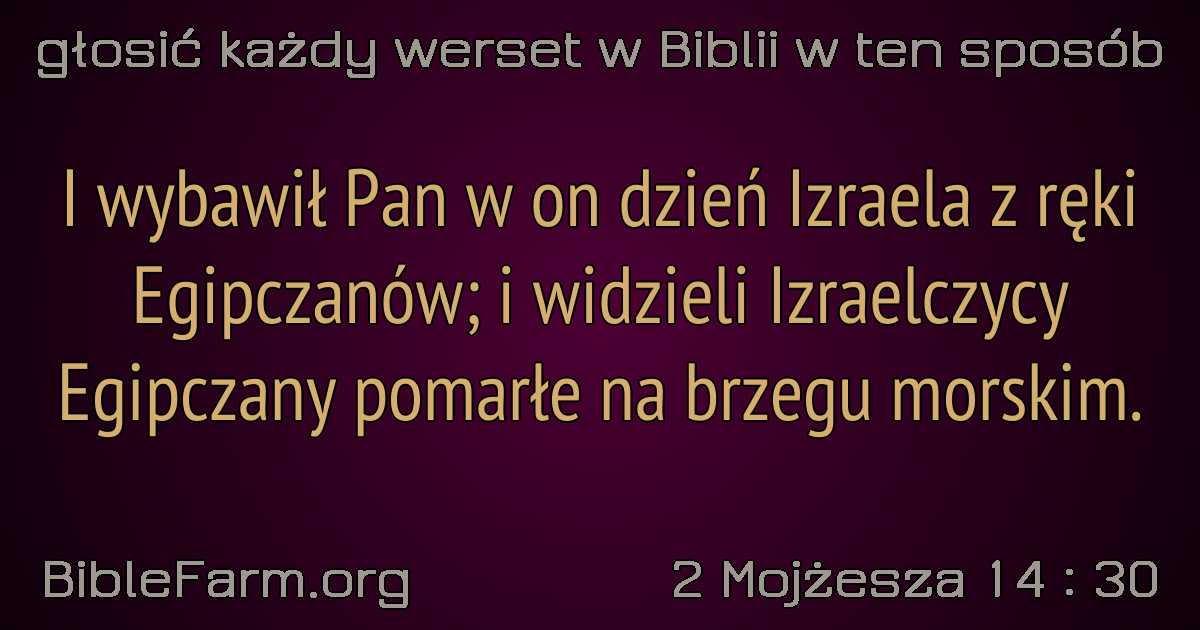 głosić każdy werset w Biblii w ten sposób
I wybawił Pan w on dzień Izraela z ręki
Egipczanów; i widzieli Izraelczycy
Egipczany pomarłe na brzegu morskim.
BibleFarm.org
2 Mojżesza 14 : 30